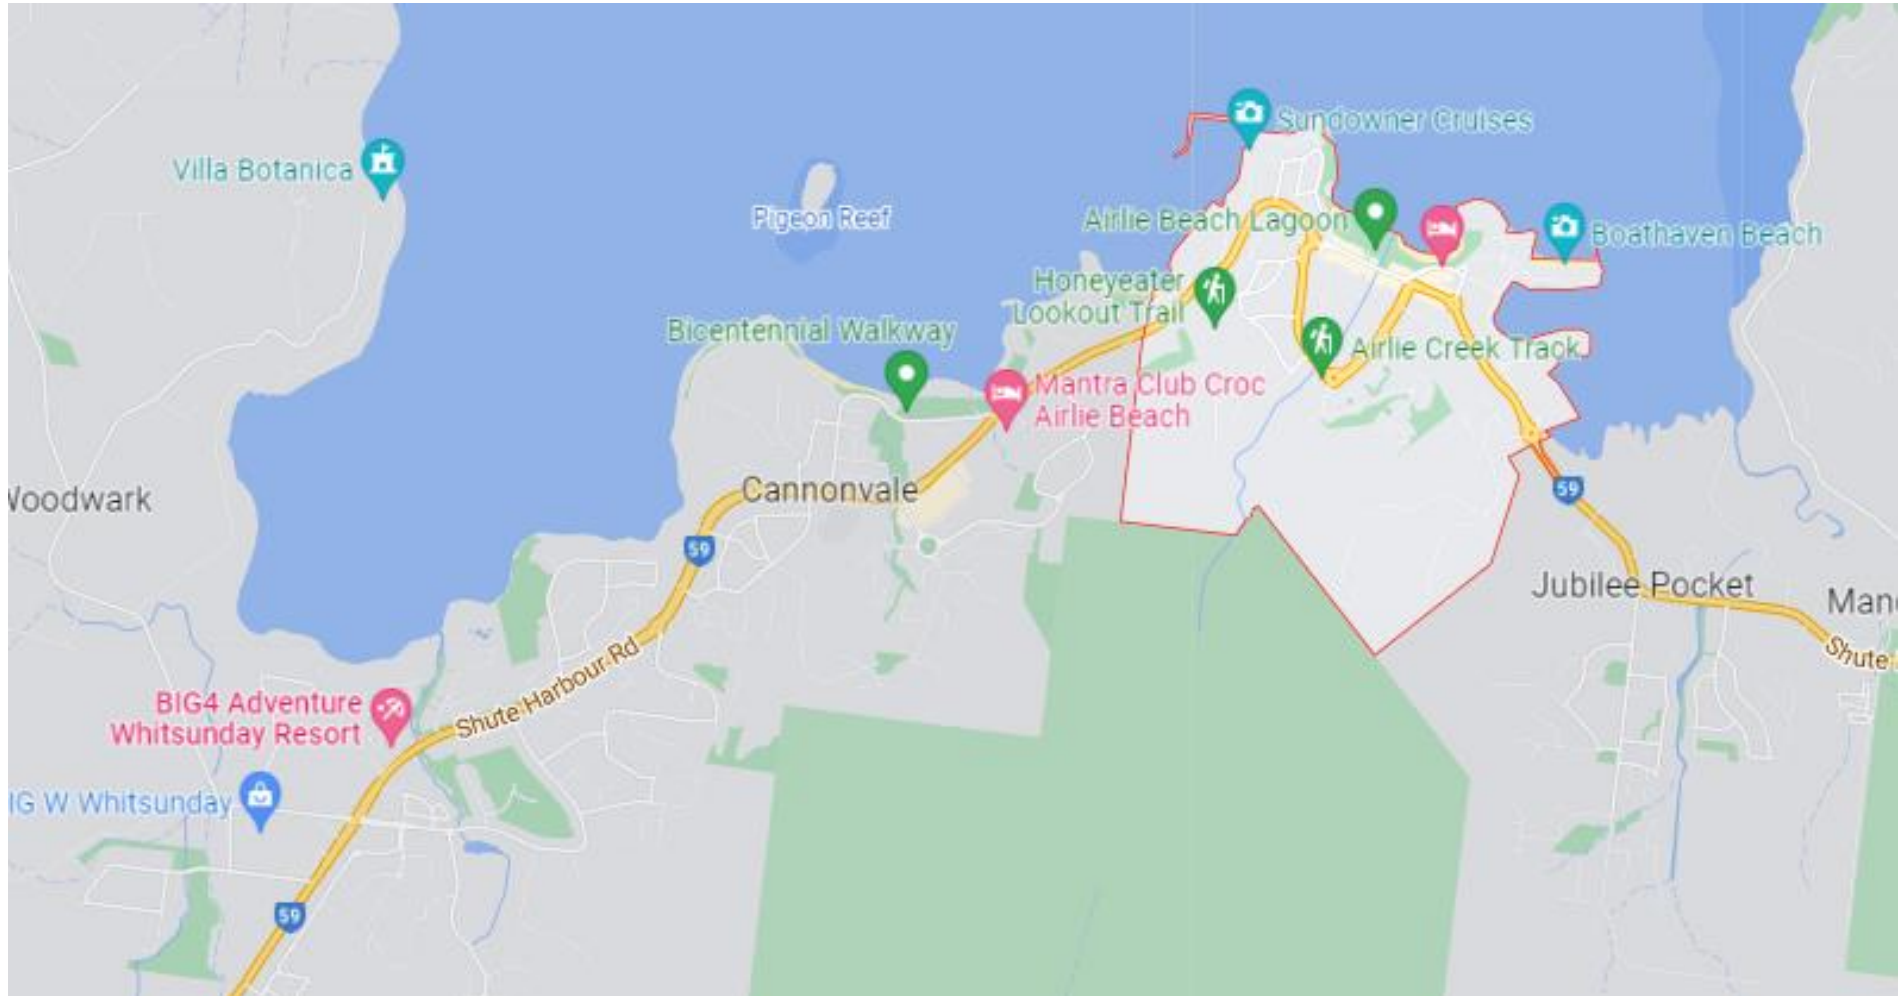 Sundowner Cruises
Villa Botanica
Pigeon Reef
Airlie Beach Lagoon
Boathaven Beach
Honeyeater
Lookout Trail
Bicentennial Walkway
Airlie Creek Track
Mantra Club Croc
Airlie Beach
Cannonvale
Woodwark
59
59
Jubilee Pocket
Man
Shute Harbour Rd
Shute
BIG4 Adventure
Whitsunday Resort
IG W Whitsunday
59